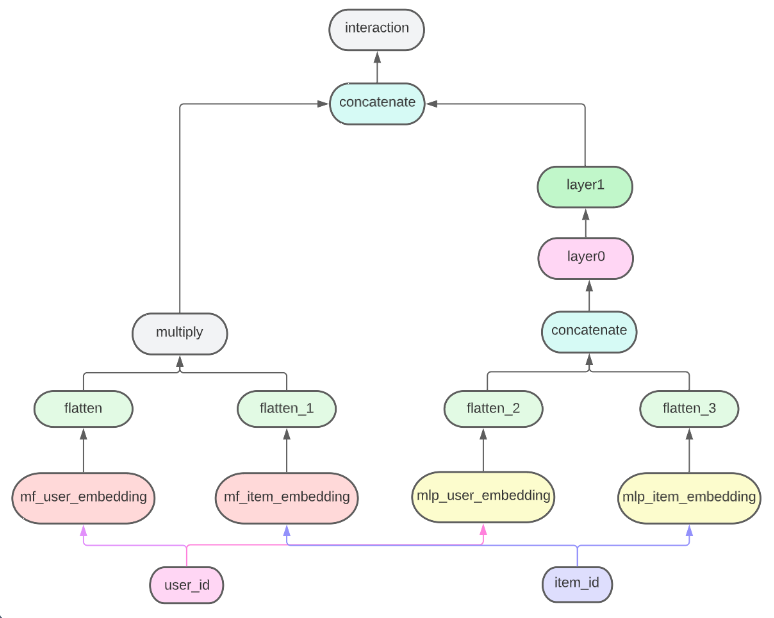 interaction
concatenate
layer1
layer0
multiply
concatenate
flatten
flatten_1
flatten_2
flatten_3
mf_user_embedding
mf_item_embedding
mlp_user_embedding
mlp_item_embedding
user_id
item_id